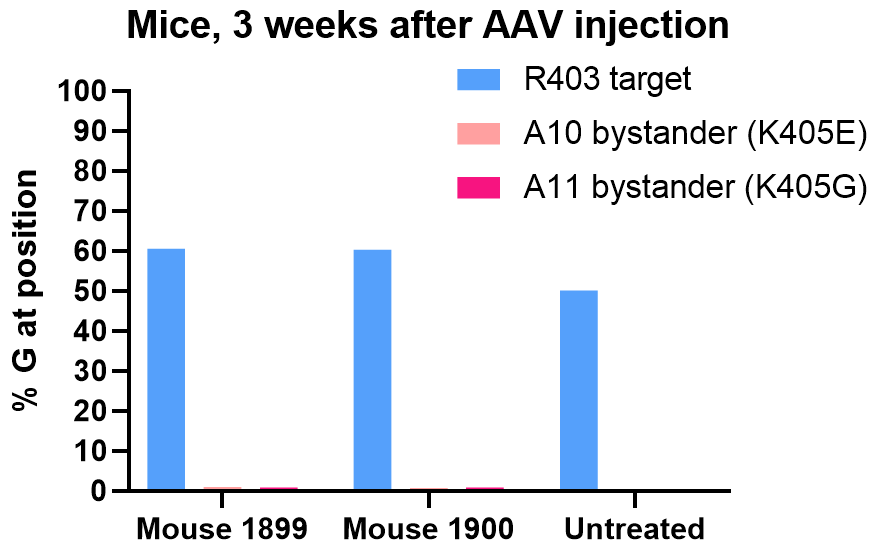 Mice, 3 weeks after AAV injection
R403 target
A10 bystander (K405E)
A11 bystander (K405G)
% G at position
100
90
80
70
60
50
40
30
20
10
0
Mouse 1899
Mouse 1900
Untreated